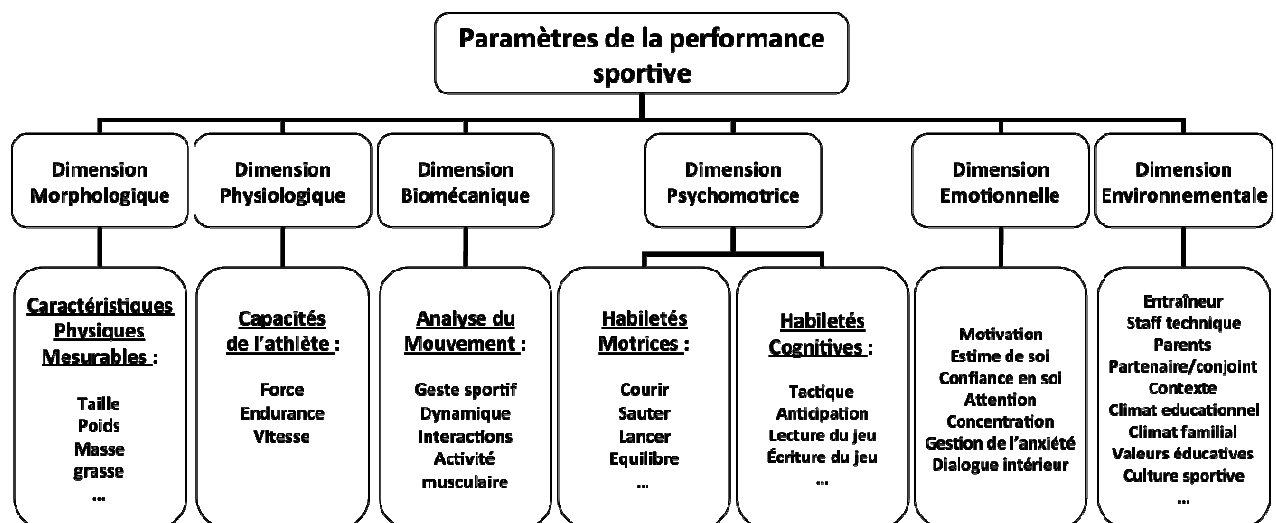 Paramètres de la performance
sportive
Dimension
Morphologique
Dimension
Physiologique
Dimension
Biomécanique
Dimension
Psychomotrice
Dimension
Emotionnelle
Dimension
Environnementale
Caractéristiques
Physiques
Mesurables :
Taille
Poids
Masse
grasse
...
Capacités
de l'athlète :
Force
Endurance
Vitesse
Analyse du
Mouvement :
Geste sportif
Dynamique
Interactions
Activité
musculaire
Habiletés
Motrices :
Courir
Sauter
Lancer
Equilibre
...
Habiletés
Cognitives :
Tactique
Anticipation
Lecture du jeu
Écriture du jeu
...
Motivation
Estime de soi
Confiance en soi
Attention
Concentration
Gestion de l'anxiété
Dialogue intérieur
Entraîneur
Staff technique
Parents
Partenaire/conjoint
Contexte
Climat educationnel
Climat familial
Valeurs éducatives
Culture sportive
...